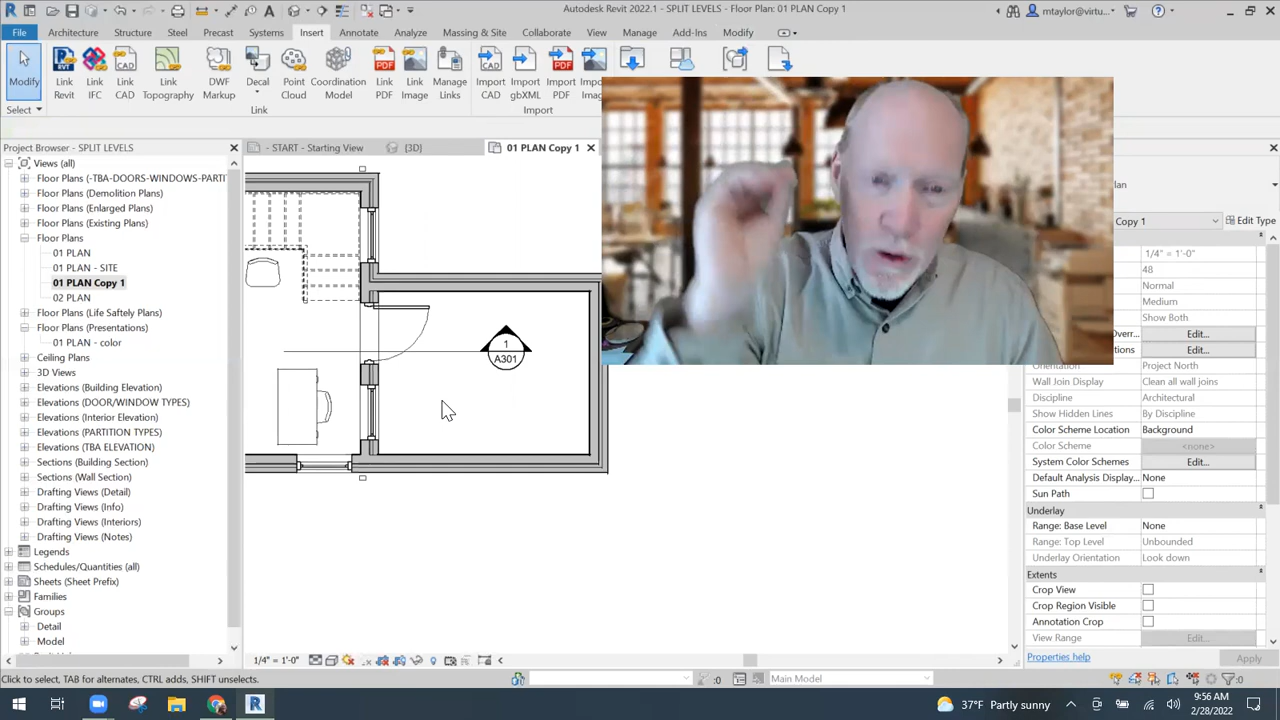 Autodesk Revit 2022.1 - SPLIT LEVELS - Floor Plan: 01 PLAN Copy 1
mtaylor@virtu...
File Architecture Structure Steel Precast Systems Insert Annotate Analyze Massing & Site Collaborate View Manage Add-Ins Modify
Modify
Link Revit
Link IFC
Link CAD
Link Topography
DWF Markup
Decal
Point Cloud
Coordination Model
Link PDF
Link Image
Manage Links
Import CAD
Import gbXML
Import PDF
Import Imag
Select
Link
Import
Project Browser - SPLIT LEVELS
- START - Starting View
{3D}
01 PLAN Copy 1
Views (all)
Floor Plans (-TBA-DOORS-WINDOWS-PARTI
Floor Plans (Demolition Plans)
Floor Plans (Enlarged Plans)
Floor Plans (Existing Plans)
Floor Plans
01 PLAN
01 PLAN - SITE
01 PLAN Copy 1
02 PLAN
Floor Plans (Life Saftely Plans)
Floor Plans (Presentations)
01 PLAN - color
Ceiling Plans
3D Views
Elevations (Building Elevation)
Elevations (DOOR/WINDOW TYPES)
Elevations (Interior Elevation)
Elevations (PARTITION TYPES)
Elevations (TBA ELEVATION)
Sections (Building Section)
Sections (Wall Section)
Drafting Views (Detail)
Drafting Views (Info)
Drafting Views (Interiors)
Drafting Views (Notes)
Legends
Schedules/Quantities (all)
Sheets (Sheet Prefix)
Families
Groups
Detail
Model
1
A301
lan
Copy 1
Edit Type
1/4" = 1'-0"
48
Normal
Medium
Show Both
Overr... Edit...
ptions Edit...
Orientation Project North
Wall Join Display Clean all wall joins
Discipline Architectural
Show Hidden Lines By Discipline
Color Scheme Location Background
Color Scheme <none>
System Color Schemes Edit...
Default Analysis Display... None
Sun Path
Underlay
Range: Base Level None
Range: Top Level Unbounded
Underlay Orientation Look down
Extents
Crop View
Crop Region Visible
Annotation Crop
View Range Edit...
Properties help Apply
1/4" = 1'-0"
Click to select, TAB for alternates, CTRL adds, SHIFT unselects.
:0
Main Model
:0
37°F Partly sunny
9:56 AM
2/28/2022